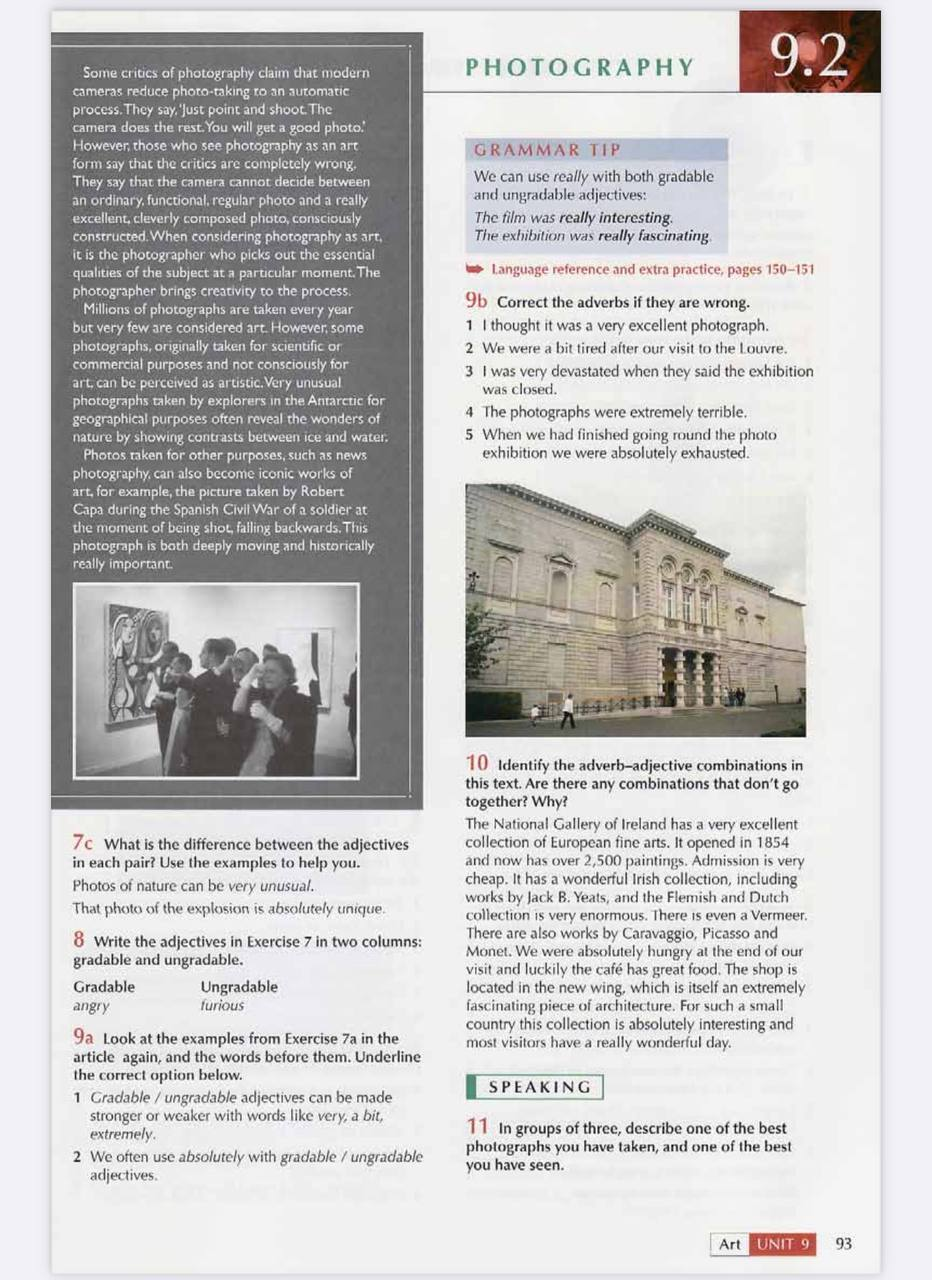 Some critics of photography claim that modern
cameras reduce photo-taking to an automatic
process. They say, 'Just point and shoot. The
camera does the rest. You will get a good photo.'
However, those who see photography as an art
form say that the critics are completely wrong.
They say that the camera cannot decide between
an ordinary, functional, regular photo and a really
excellent, cleverly composed photo, consciously
constructed. When considering photography as art,
it is the photographer who picks out the essential
qualities of the subject at a particular moment. The
photographer brings creativity to the process.
Millions of photographs are taken every year
but very few are considered art. However, some
photographs, originally taken for scientific or
commercial purposes and not consciously for
art, can be perceived as artistic. Very unusual
photographs taken by explorers in the Antarctic for
geographical purposes often reveal the wonders of
nature by showing contrasts between ice and water.
Photos taken for other purposes, such as news
photography, can also become iconic works of
art, for example, the picture taken by Robert
Capa during the Spanish Civil War of a soldier at
the moment of being shot, falling backwards. This
photograph is both deeply moving and historically
really important.
7c What is the difference between the adjectives
in each pair? Use the examples to help you.
Photos of nature can be very unusual.
That photo of the explosion is absolutely unique.
8 Write the adjectives in Exercise 7 in two columns:
gradable and ungradable.
Gradable Ungradable
angry furious
9a Look at the examples from Exercise 7a in the
article again, and the words before them. Underline
the correct option below.
1 Gradable / ungradable adjectives can be made
stronger or weaker with words like very, a bit,
extremely.
2 We often use absolutely with gradable / ungradable
adjectives.
PHOTOGRAPHY
9.2
GRAMMAR TIP
We can use really with both gradable
and ungradable adjectives:
The film was really interesting.
The exhibition was really fascinating.
Language reference and extra practice, pages 150–151
9b Correct the adverbs if they are wrong.
1 I thought it was a very excellent photograph.
2 We were a bit tired after our visit to the Louvre.
3 I was very devastated when they said the exhibition
was closed.
4 The photographs were extremely terrible.
5 When we had finished going round the photo
exhibition we were absolutely exhausted.
10 Identify the adverb–adjective combinations in
this text. Are there any combinations that don't go
together? Why?
The National Gallery of Ireland has a very excellent
collection of European fine arts. It opened in 1854
and now has over 2,500 paintings. Admission is very
cheap. It has a wonderful Irish collection, including
works by Jack B. Yeats, and the Flemish and Dutch
collection is very enormous. There is even a Vermeer.
There are also works by Caravaggio, Picasso and
Monet. We were absolutely hungry at the end of our
visit and luckily the café has great food. The shop is
located in the new wing, which is itself an extremely
fascinating piece of architecture. For such a small
country this collection is absolutely interesting and
most visitors have a really wonderful day.
SPEAKING
11 In groups of three, describe one of the best
photographs you have taken, and one of the best
you have seen.
Art UNIT 9 93